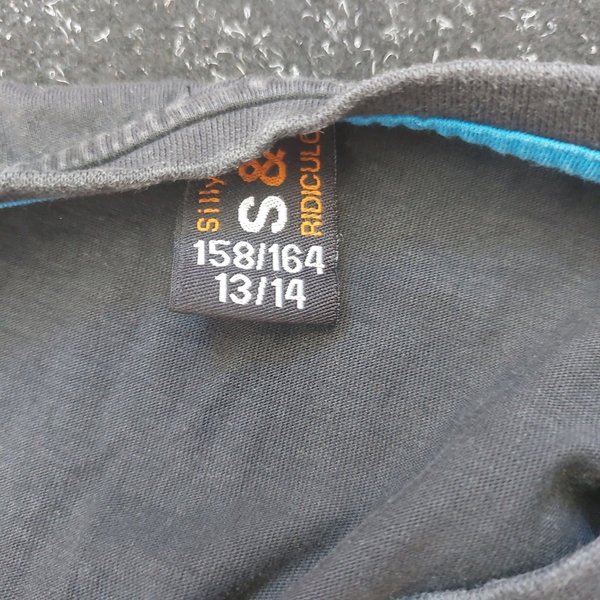 Silly
S &
RIDICULO
158/164
13/14